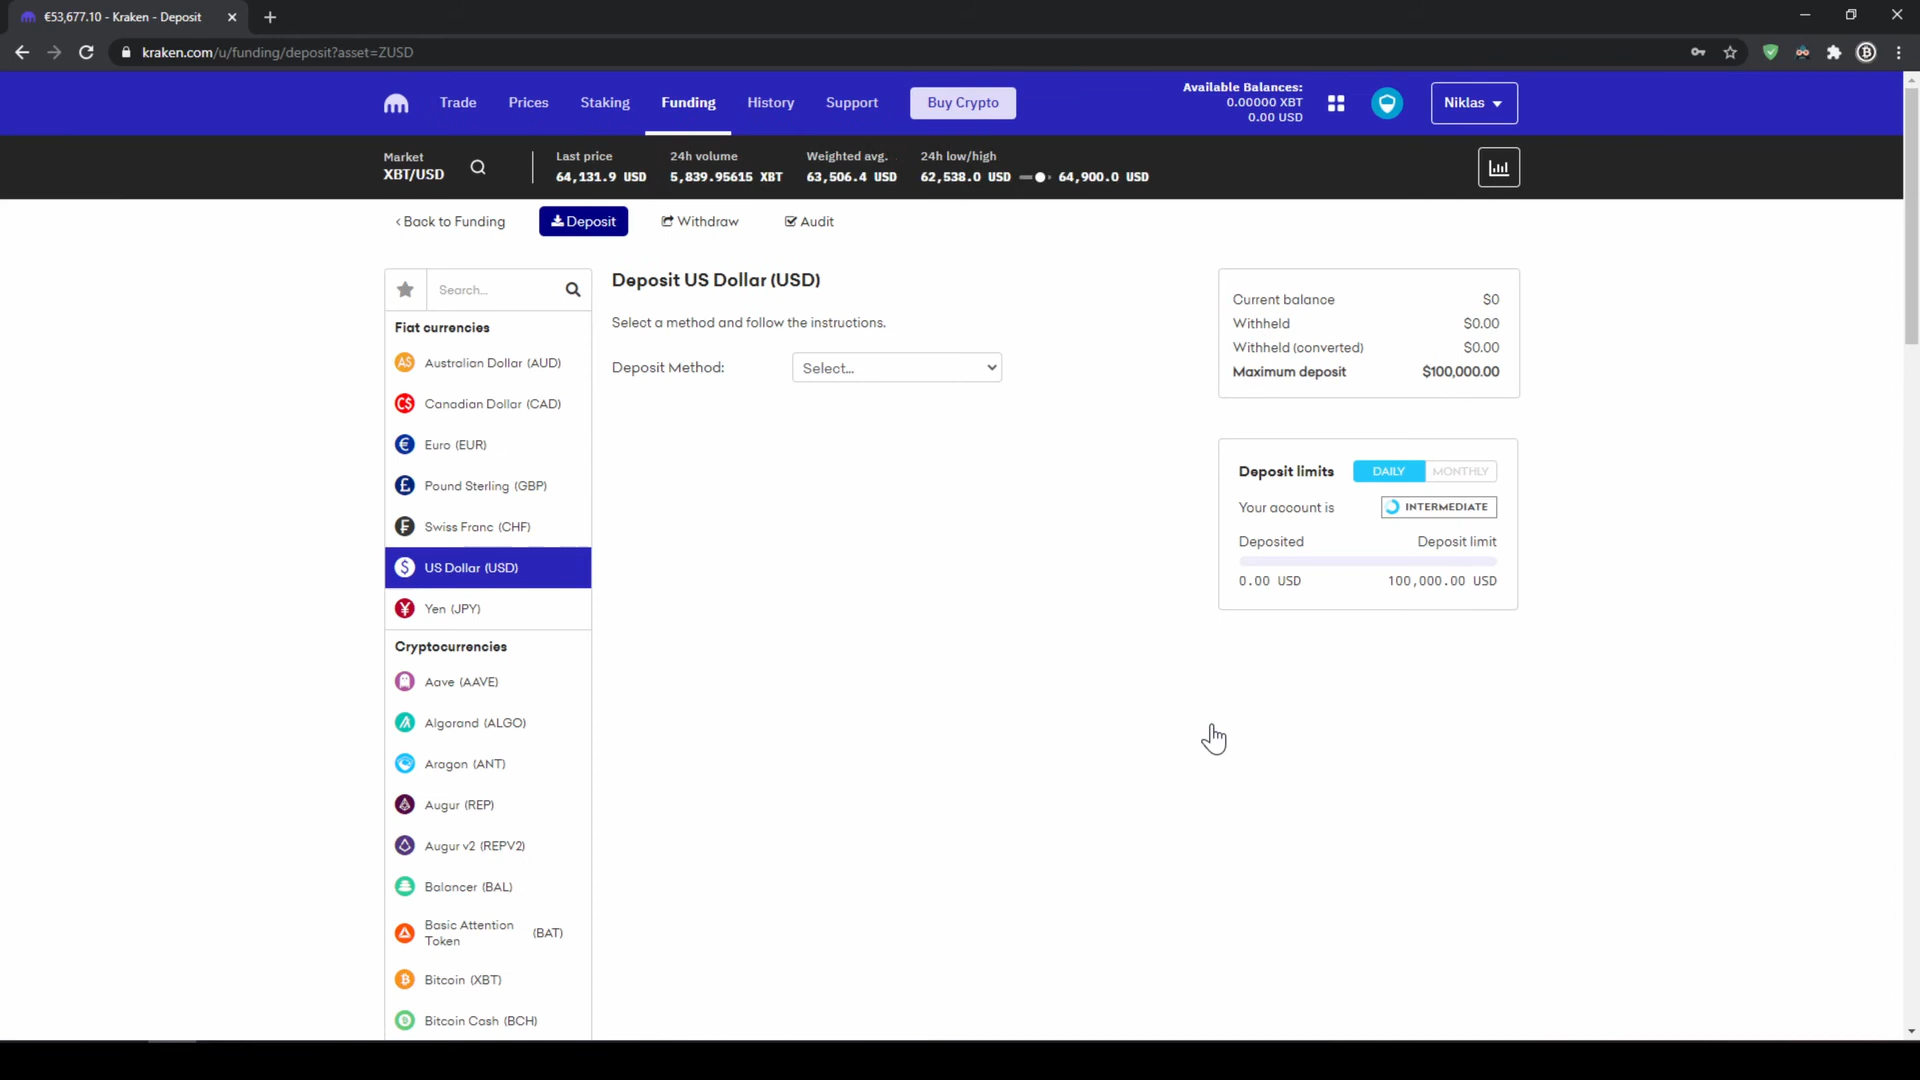 €53,677.10 - Kraken - Deposit
kraken.com/u/funding/deposit?asset=ZUSD
Trade
Prices
Staking
Funding
History
Support
Buy Crypto
Available Balances:
0.00000 XBT
0.00 USD
Niklas
Market
XBT/USD
Last price
64,131.9 USD
24h volume
5,839.95615 XBT
Weighted avg.
63,506.4 USD
24h low/high
62,538.0 USD
64,900.0 USD
Back to Funding
Deposit
Withdraw
Audit
Search...
Fiat currencies
Australian Dollar (AUD)
Canadian Dollar (CAD)
Euro (EUR)
Pound Sterling (GBP)
Swiss Franc (CHF)
US Dollar (USD)
Yen (JPY)
Cryptocurrencies
Aave (AAVE)
Algorand (ALGO)
Aragon (ANT)
Augur (REP)
Augur v2 (REPV2)
Balancer (BAL)
Basic Attention Token (BAT)
Bitcoin (XBT)
Bitcoin Cash (BCH)
Deposit US Dollar (USD)
Select a method and follow the instructions.
Deposit Method:
Select...
Current balance $0
Withheld $0.00
Withheld (converted) $0.00
Maximum deposit $100,000.00
Deposit limits DAILY MONTHLY
Your account is INTERMEDIATE
Deposited Deposit limit
0.00 USD 100,000.00 USD